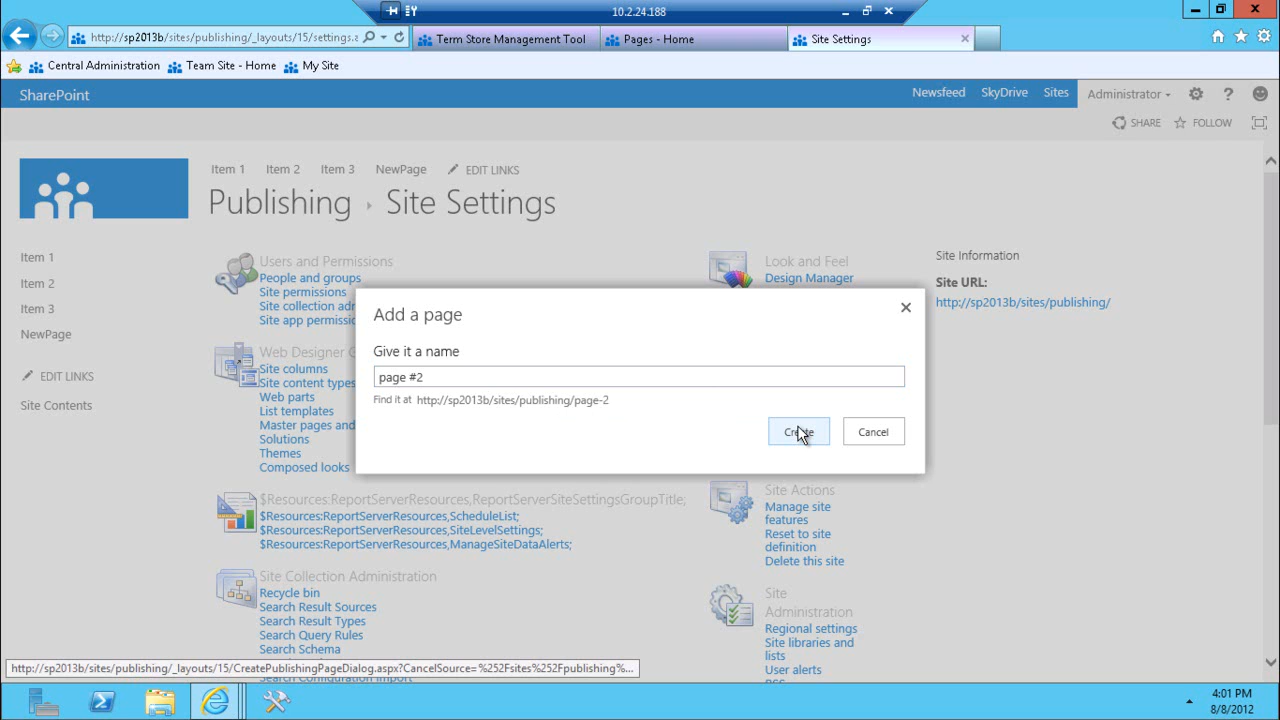 10.2.24.188
http://sp2013b/sites/publishing/_layouts/15/settings.a
Term Store Management Tool
Pages - Home
Site Settings
Central Administration
Team Site - Home
My Site
SharePoint
Newsfeed
SkyDrive
Sites
Administrator
SHARE
FOLLOW
Item 1
Item 2
Item 3
NewPage
EDIT LINKS
Publishing
Site Settings
Item 1
Item 2
Item 3
NewPage
EDIT LINKS
Site Contents
Users and Permissions
People and groups
Site permissions
Site collection adm
Site app permissio
Web Designer G
Site columns
Site content types
Web parts
List templates
Master pages and
Solutions
Themes
Composed looks
$Resources:ReportServerResources,ReportServerSiteSettingsGroupTitle;
$Resources:ReportServerResources,ScheduleList;
$Resources:ReportServerResources,SiteLevelSettings;
$Resources:ReportServerResources,ManageSiteDataAlerts;
Site Collection Administration
Recycle bin
Search Result Sources
Search Result Types
Search Query Rules
Search Schema
Look and Feel
Design Manager
Site Actions
Manage site
features
Reset to site
definition
Delete this site
Site
Administration
Regional settings
Site libraries and
lists
User alerts
Site Information
Site URL:
http://sp2013b/sites/publishing/
Add a page
Give it a name
page #2
Find it at http://sp2013b/sites/publishing/page-2
Create
Cancel
http://sp2013b/sites/publishing/_layouts/15/CreatePublishingPageDialog.aspx?CancelSource=%252Fsites%252Fpublishing%...
4:01 PM
8/8/2012